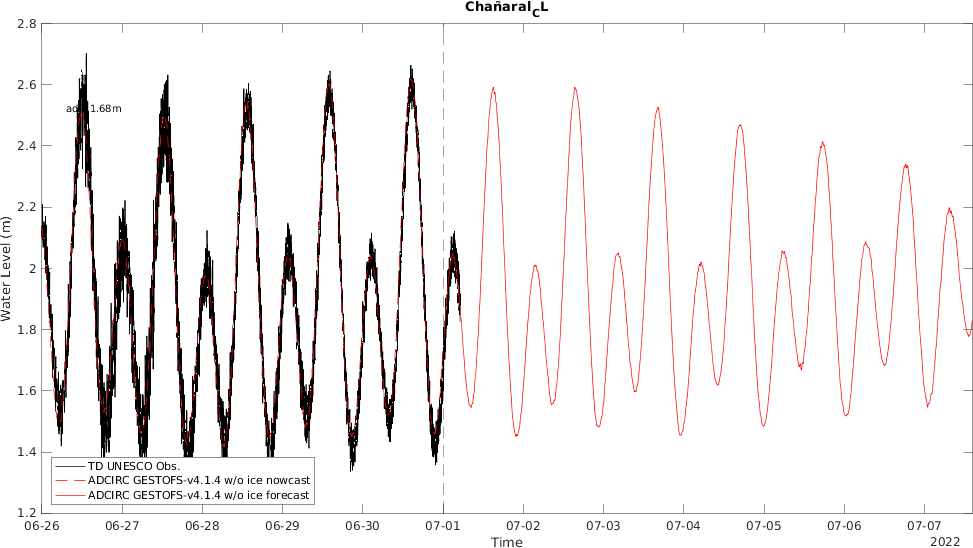 Chañaral_CL
2.8
2.6
2.4
2.2
2
1.8
1.6
1.4
1.2
Water Level (m)
1.68m
TD UNESCO Obs.
ADCIRC GESTOFS-v4.1.4 w/o ice nowcast
ADCIRC GESTOFS-v4.1.4 w/o ice forecast
06-26 06-27 06-28 06-29 06-30 07-01 07-02 07-03 07-04 07-05 07-06 07-07
Time
2022